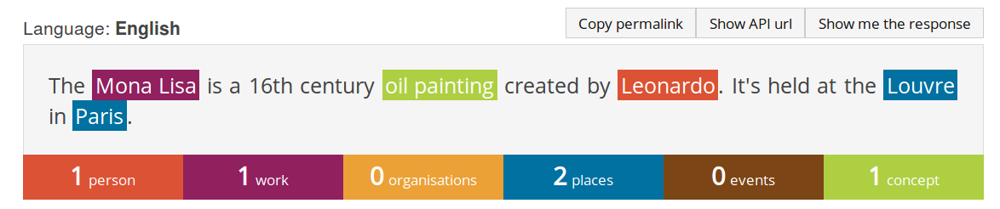 Language: English
Copy permalink Show API url Show me the response
The Mona Lisa is a 16th century oil painting created by Leonardo. It's held at the Louvre
in Paris.
1 person 1 work 0 organisations 2 places 0 events 1 concept